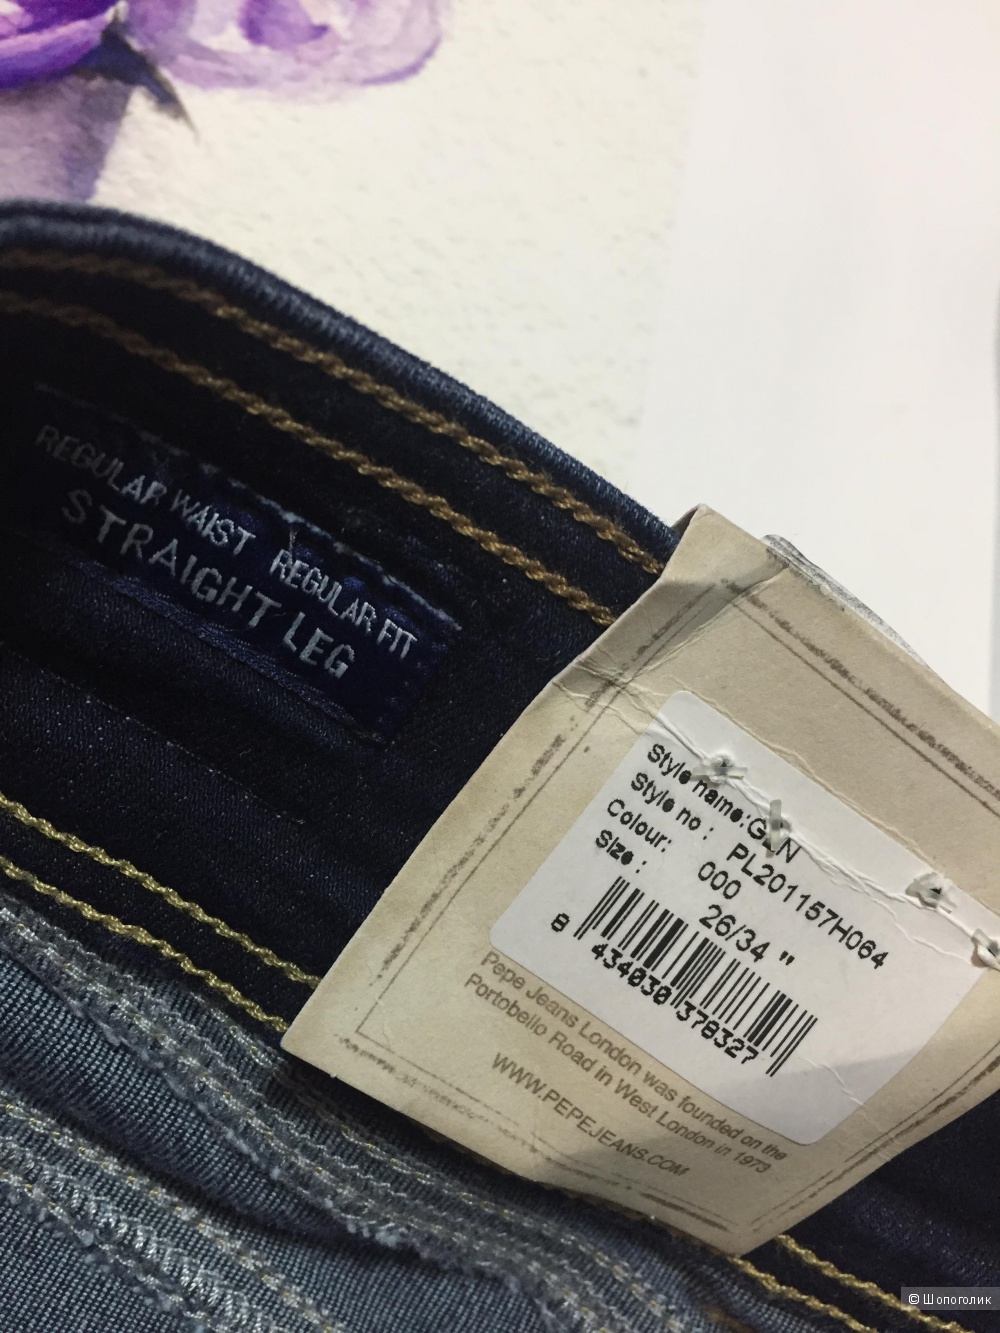 REGULAR WAIST REGULAR FIT
STRAIGHT LEG
Style name:
Style no : PL201157H064
Colour: 000
Size : 26/34 "
8 434030 378327
Pepe Jeans London was founded on the
Portobello Road in West London in 1973
WWW.PEPEJEANS.COM
© Шопоголик